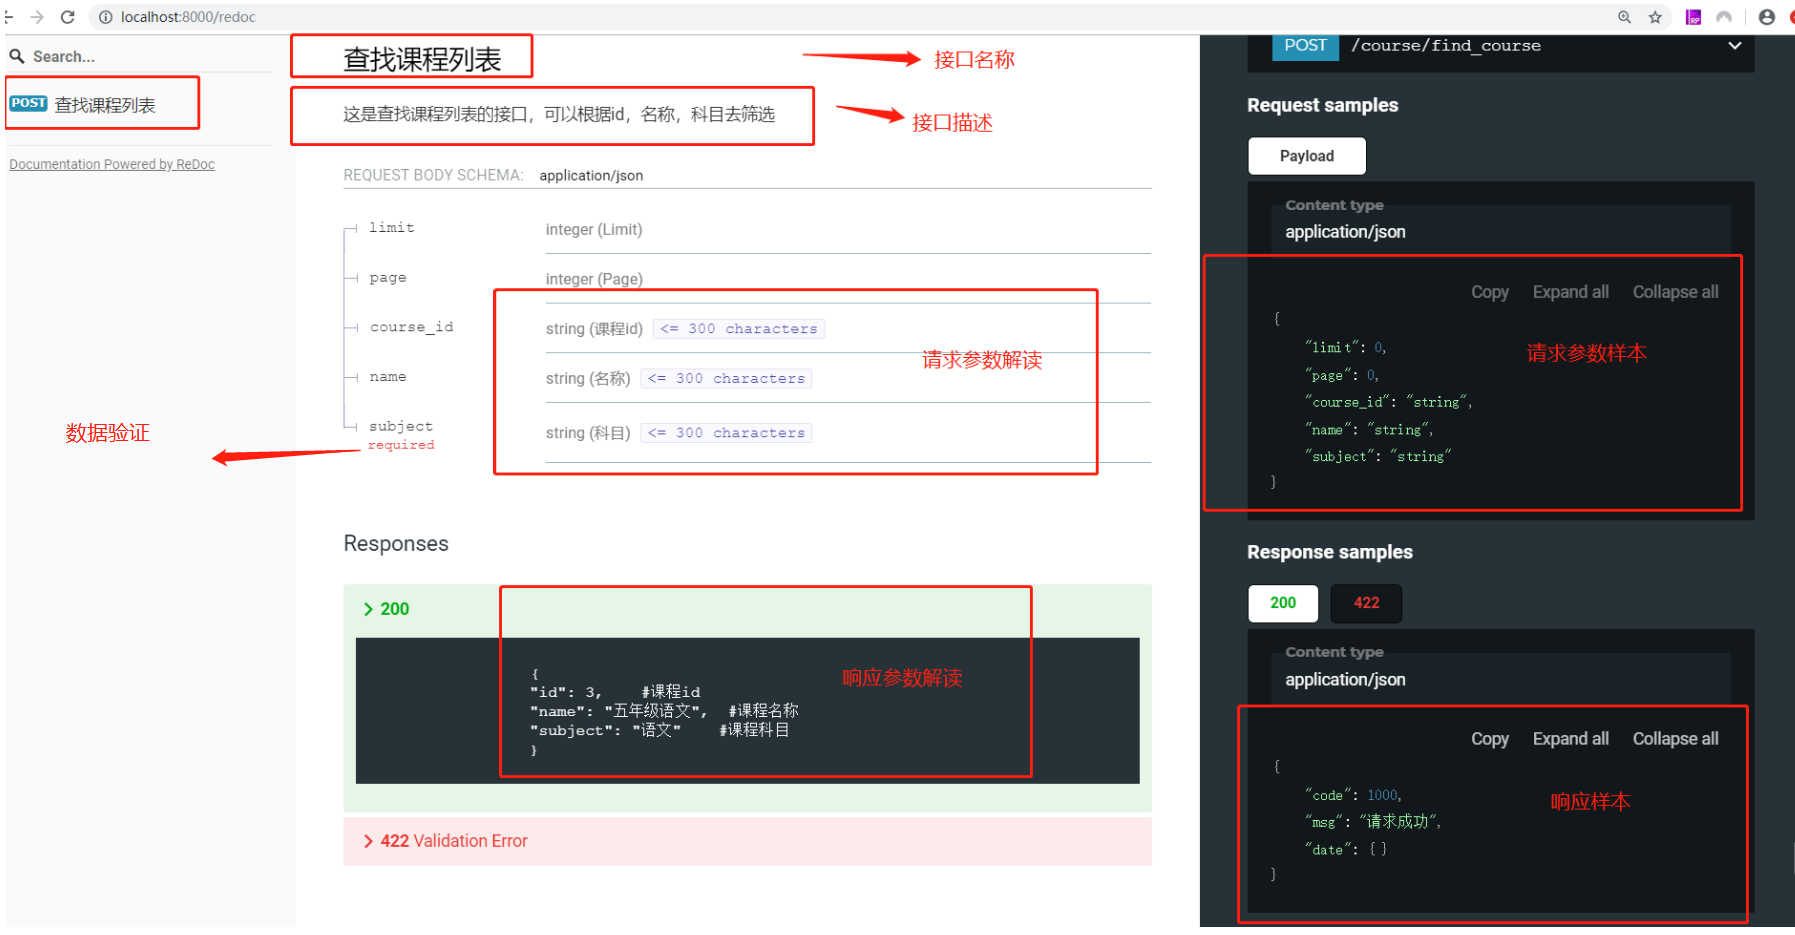 localhost:8000/redoc
Search...
POST 查找课程列表
Documentation Powered by ReDoc
数据验证
查找课程列表
接口名称
这是查找课程列表的接口，可以根据id，名称，科目去筛选
接口描述
REQUEST BODY SCHEMA: application/json
limit integer (Limit)
page integer (Page)
course_id string (课程id) <= 300 characters
请求参数解读
name string (名称) <= 300 characters
subject string (科目) <= 300 characters
required
Responses
200
{
"id": 3, #课程id
"name": "五年级语文", #课程名称
"subject": "语文" #课程科目
}
响应参数解读
422 Validation Error
POST /course/find_course
Request samples
Payload
Content type
application/json
Copy Expand all Collapse all
{
"limit": 0,
"page": 0,
"course_id": "string",
"name": "string",
"subject": "string"
}
请求参数样本
Response samples
200 422
Content type
application/json
Copy Expand all Collapse all
{
"code": 1000,
"msg": "请求成功",
"date": { }
}
响应样本